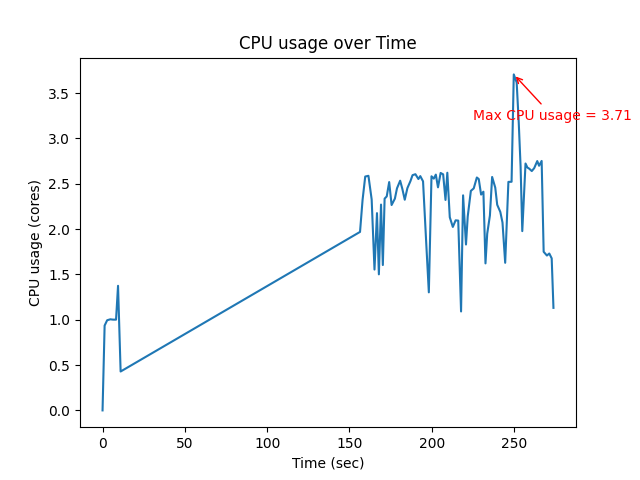 CPU usage over Time
CPU usage (cores)
3.5
3.0
2.5
2.0
1.5
1.0
0.5
0.0
Max CPU usage = 3.71
0 50 100 150 200 250
Time (sec)